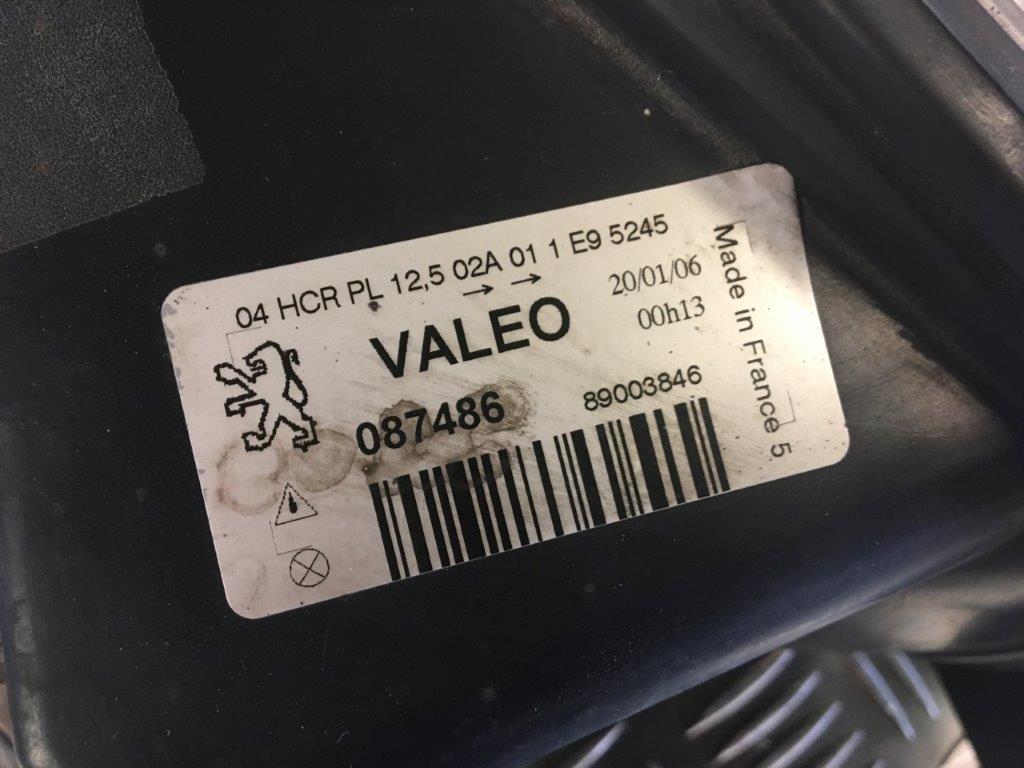 04 HCR PL 12,5 02A 01 1 E9 5245
→ →
VALEO
20/01/06
00h13
087486
89003846
Made in France 5